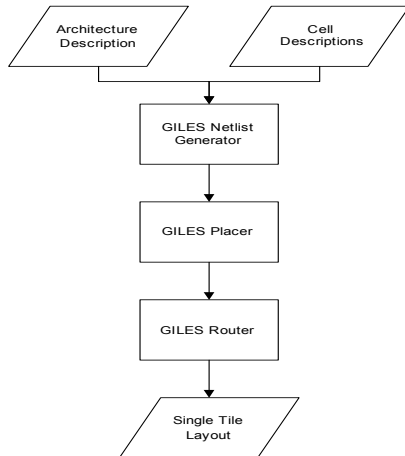 Architecture
Description
Cell
Descriptions
GILES Netlist
Generator
GILES Placer
GILES Router
Single Tile
Layout